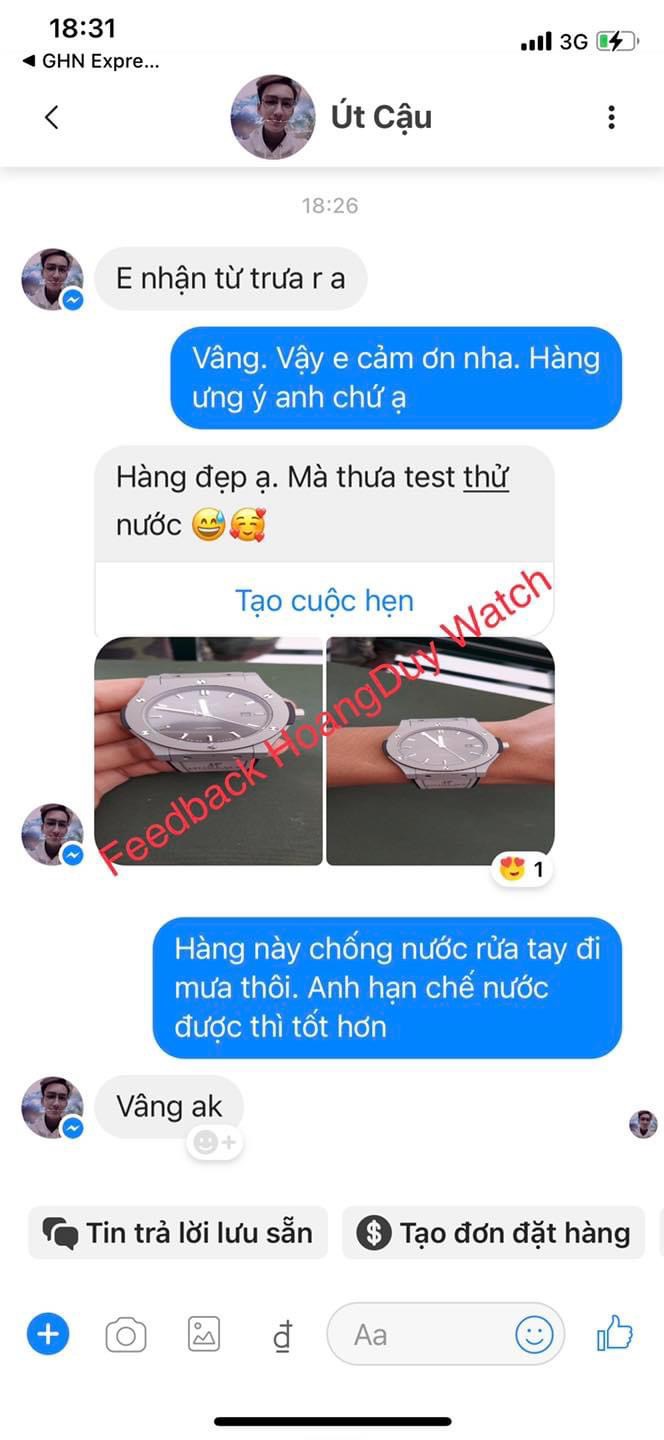 18:31
3G
◀ GHN Expre...
Út Cậu
18:26
E nhận từ trưa r a
Vâng. Vậy e cảm ơn nha. Hàng
ưng ý anh chứ ạ
Hàng đẹp ạ. Mà thưa test thử
nước 😅🥰
Tạo cuộc hẹn
Feedback HoangDuy Watch
😍 1
Hàng này chống nước rửa tay đi
mưa thôi. Anh hạn chế nước
được thì tốt hơn
Vâng ak
Tin trả lời lưu sẵn
Tạo đơn đặt hàng
đ
Aa